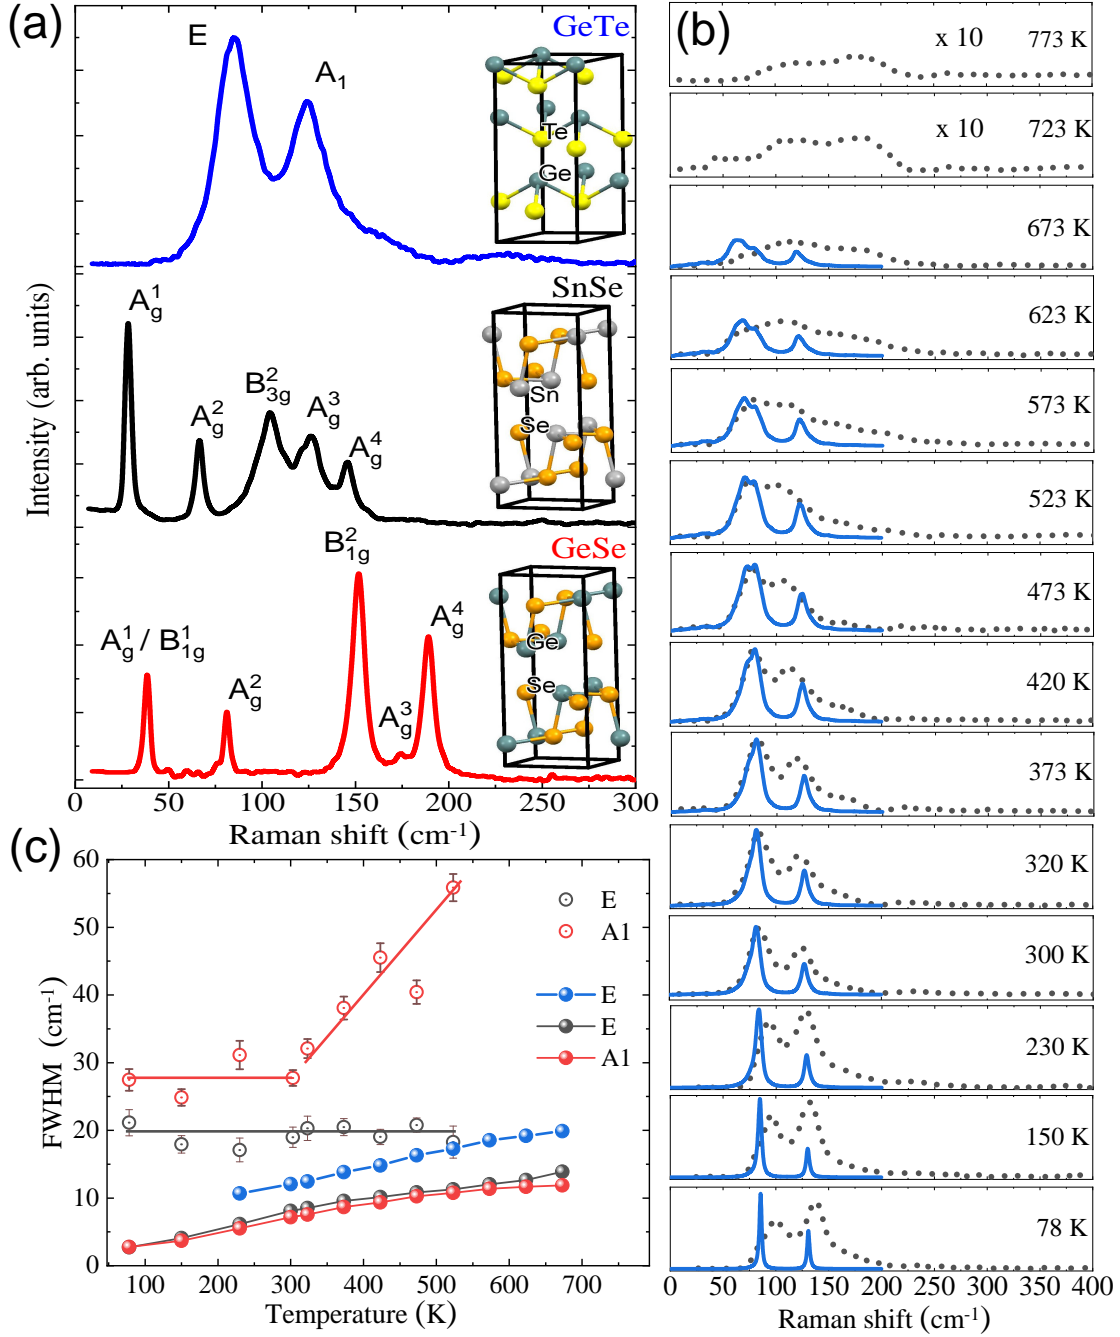 (a)
GeTe
E
A₁
Te
Ge
SnSe
A¹g
A²g
B²3g
A³g
A⁴g
Sn
Se
GeSe
B²1g
A¹g / B¹1g
A²g
A³g
A⁴g
Ge
Se
Intensity (arb. units)
0 50 100 150 200 250 300
Raman shift (cm⁻¹)
(b)
x 10 773 K
x 10 723 K
673 K
623 K
573 K
523 K
473 K
420 K
373 K
320 K
300 K
230 K
150 K
78 K
0 50 100 150 200 250 300 350 400
Raman shift (cm⁻¹)
(c)
60
50
40
30
20
10
0
FWHM (cm⁻¹)
E
A1
E
E
A1
100 200 300 400 500 600 700
Temperature (K)